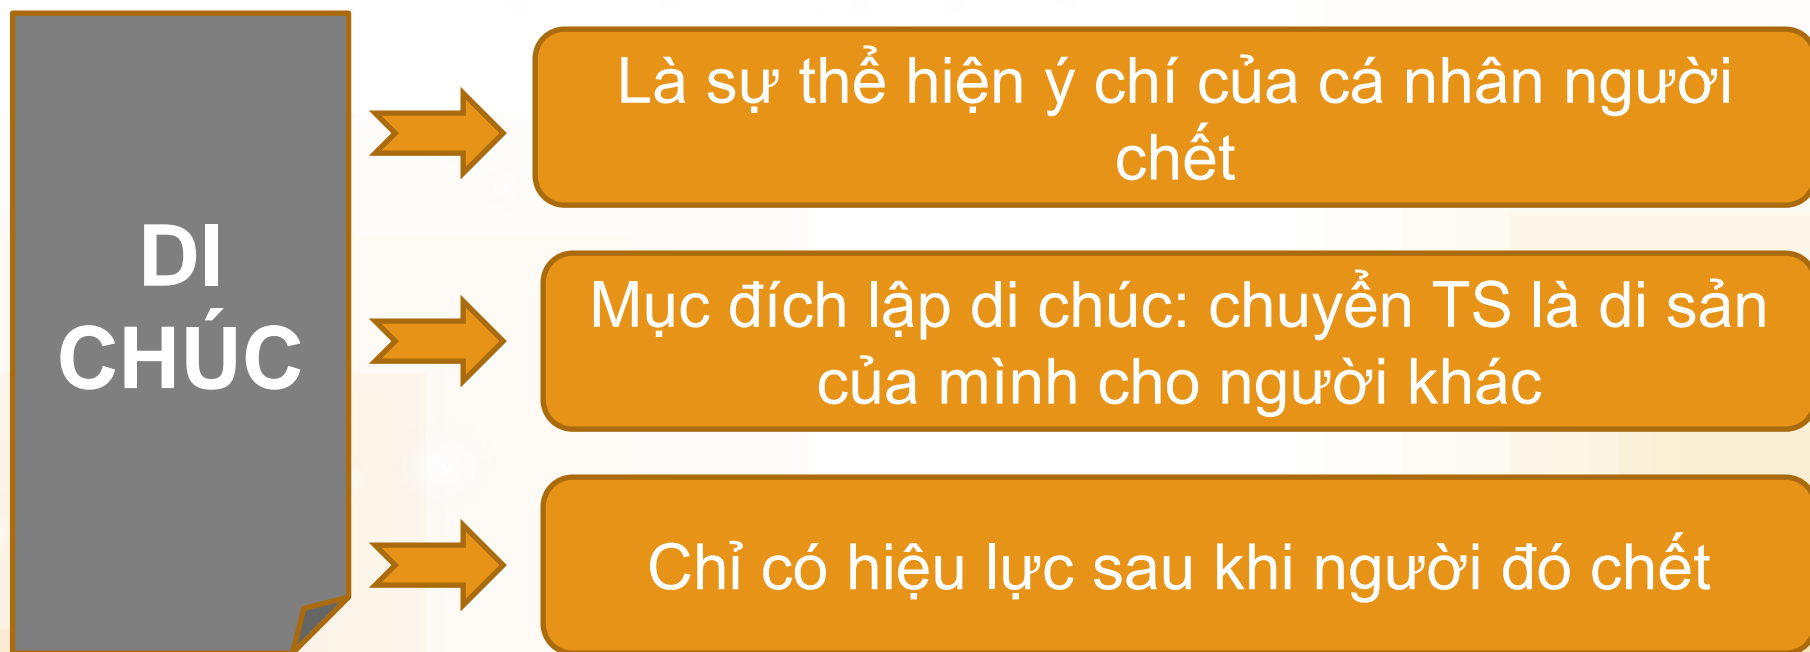 DI
CHÚC
Là sự thể hiện ý chí của cá nhân người
chết
Mục đích lập di chúc: chuyển TS là di sản
của mình cho người khác
Chỉ có hiệu lực sau khi người đó chết